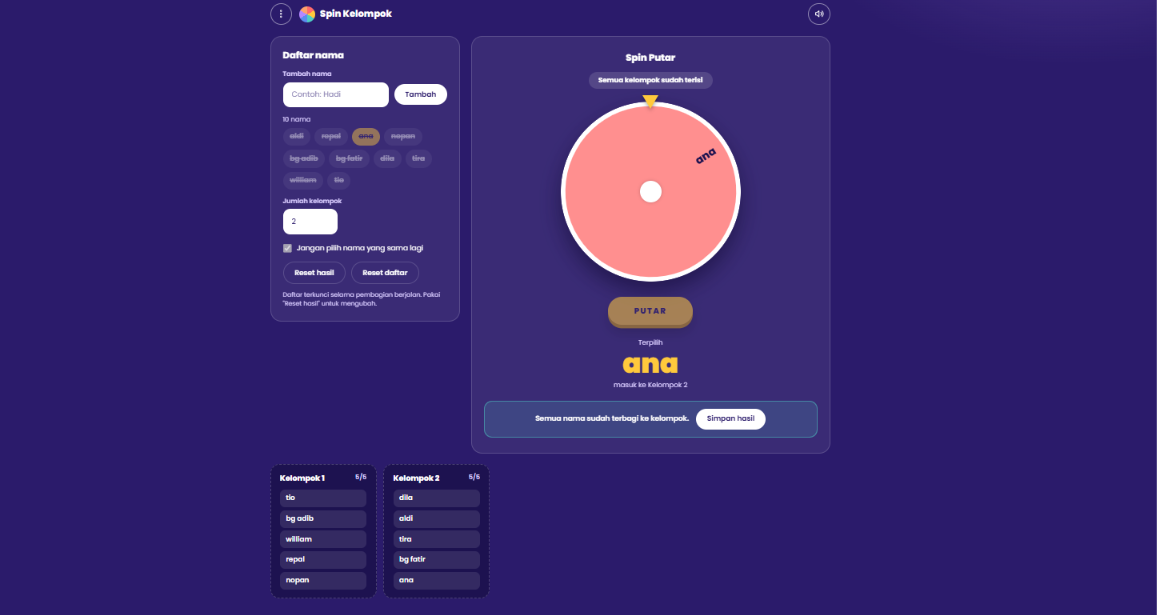 Spin Kelompok
Daftar nama
Tambah nama
Contoh: Hadi
Tambah
10 nama
aldi repal ana nopan
bg adib bg fatir dila tira
william tio
Jumlah kelompok
2
Jangan pilih nama yang sama lagi
Reset hasil Reset daftar
Daftar terkunci selama pembagian berjalan. Pakai
"Reset hasil" untuk mengubah.
Spin Putar
Semua kelompok sudah terisi
ana
PUTAR
Terpilih
ana
masuk ke Kelompok 2
Semua nama sudah terbagi ke kelompok. Simpan hasil
Kelompok 1 5/5
tio
bg adib
william
repal
nopan
Kelompok 2 5/5
dila
aldi
tira
bg fatir
ana